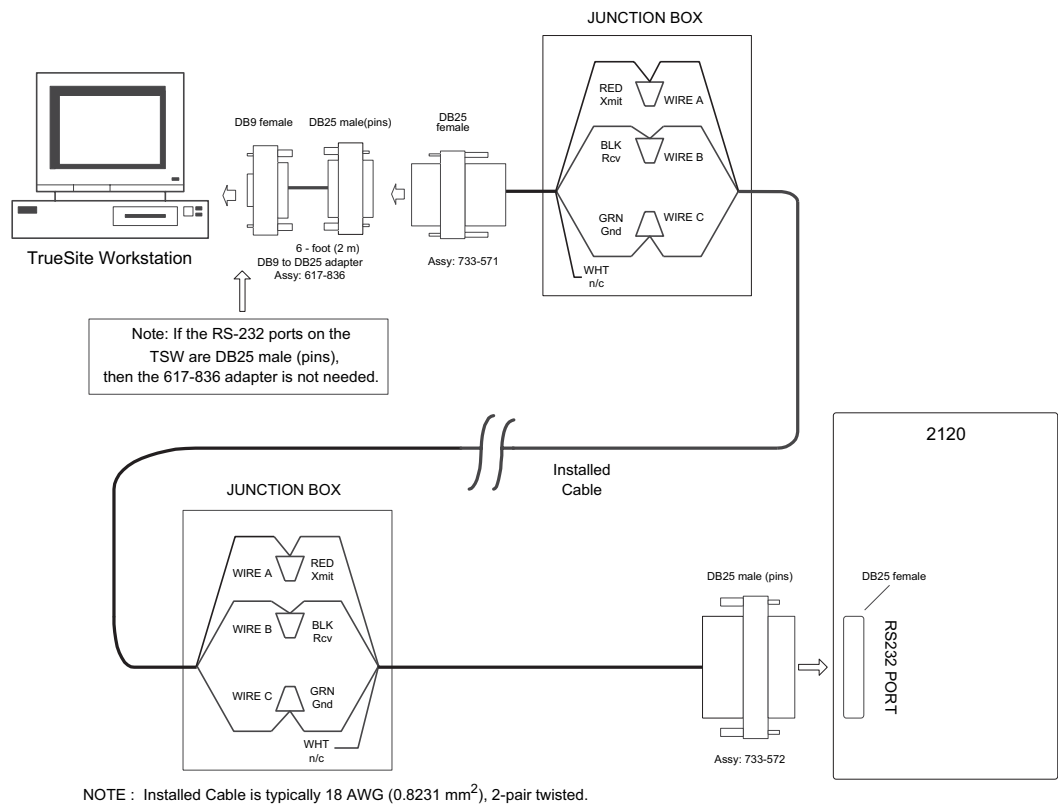 JUNCTION BOX
RED
Xmit
WIRE A
BLK
Rcv
WIRE B
GRN
Gnd
WIRE C
WHT
n/c
DB9 female
DB25 male(pins)
DB25
female
TrueSite Workstation
6 - foot (2 m)
DB9 to DB25 adapter
Assy: 617-836
Assy: 733-571
Note: If the RS-232 ports on the
TSW are DB25 male (pins),
then the 617-836 adapter is not needed.
Installed
Cable
JUNCTION BOX
WIRE A
RED
Xmit
WIRE B
BLK
Rcv
WIRE C
GRN
Gnd
WHT
n/c
DB25 male (pins)
Assy: 733-572
2120
DB25 female
RS232 PORT
NOTE : Installed Cable is typically 18 AWG (0.8231 mm²), 2-pair twisted.